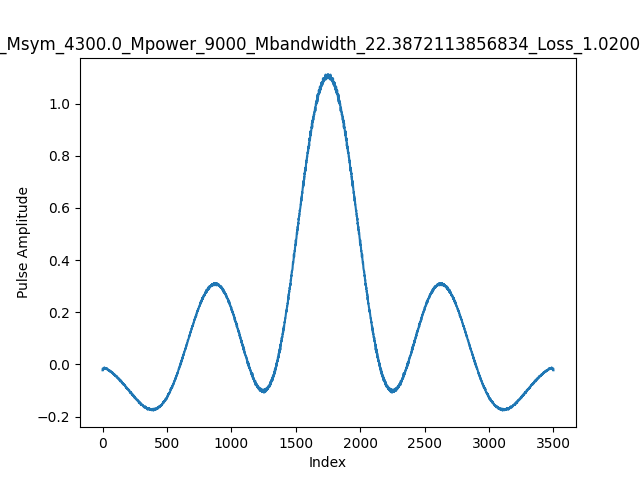 _Msym_4300.0_Mpower_9000_Mbandwidth_22.3872113856834_Loss_1.0200
Pulse Amplitude
1.0
0.8
0.6
0.4
0.2
0.0
−0.2
0 500 1000 1500 2000 2500 3000 3500
Index